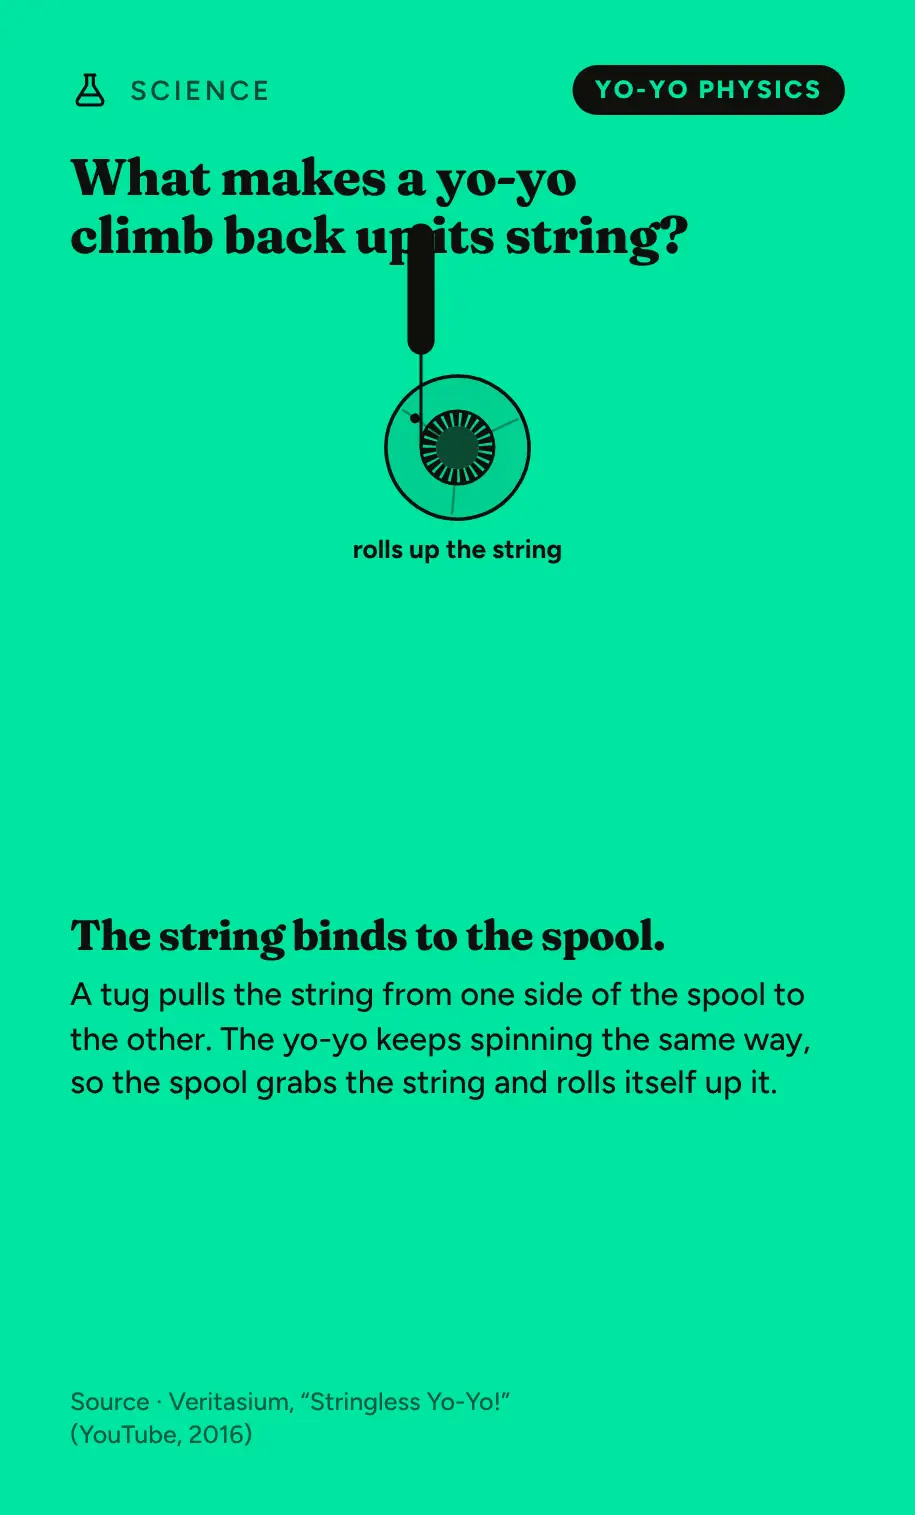 SCIENCE
YO-YO PHYSICS
What makes a yo-yo
climb back up its string?
rolls up the string
The string binds to the spool.
A tug pulls the string from one side of the spool to
the other. The yo-yo keeps spinning the same way,
so the spool grabs the string and rolls itself up it.
Source · Veritasium, “Stringless Yo-Yo!”
(YouTube, 2016)